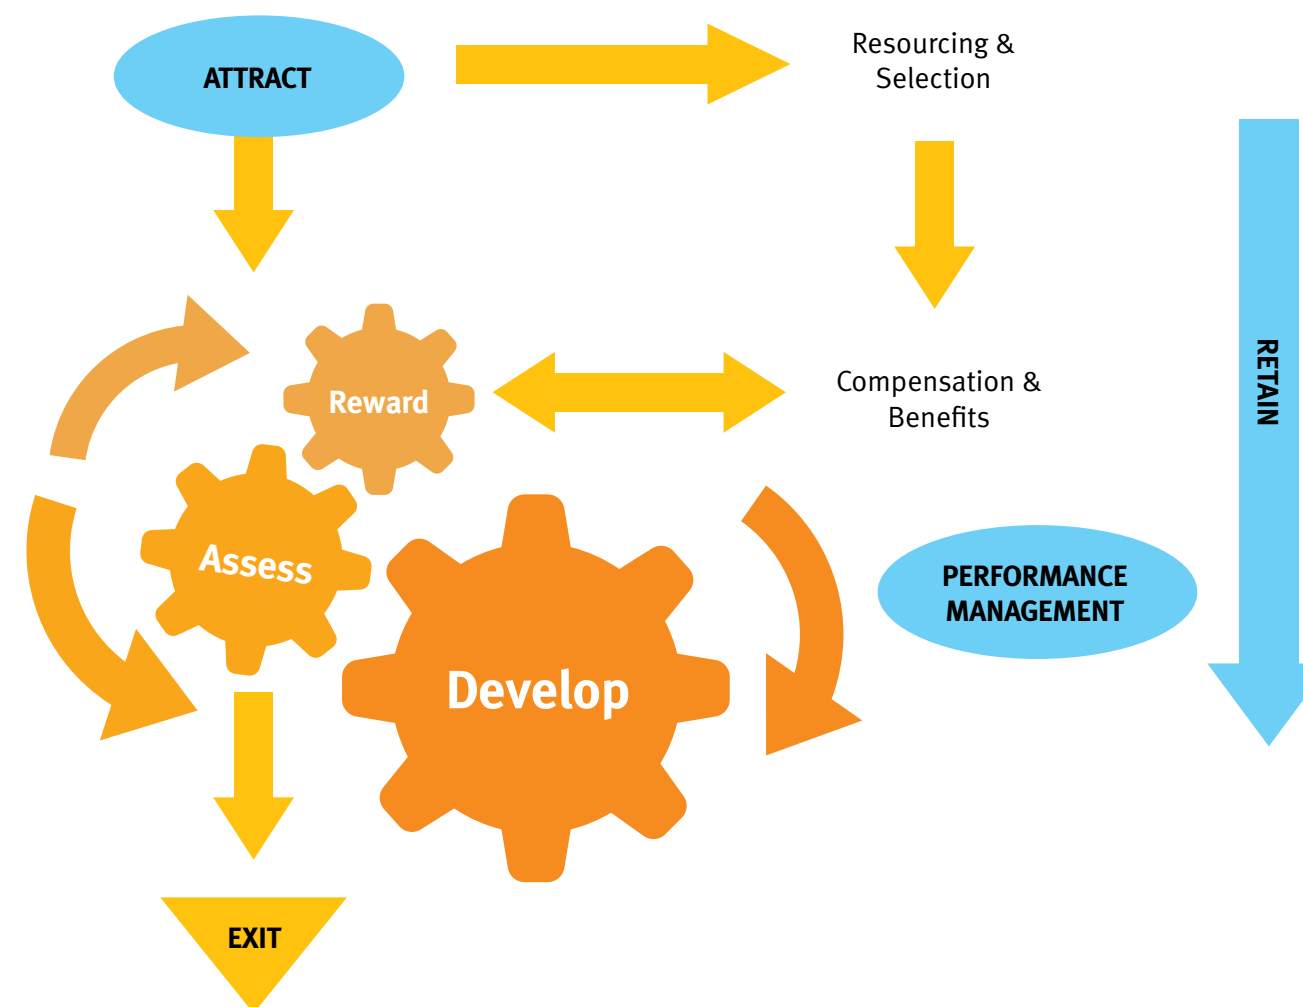 ATTRACT
Resourcing &
Selection
RETAIN
Reward
Compensation &
Benefits
Assess
PERFORMANCE
MANAGEMENT
Develop
EXIT